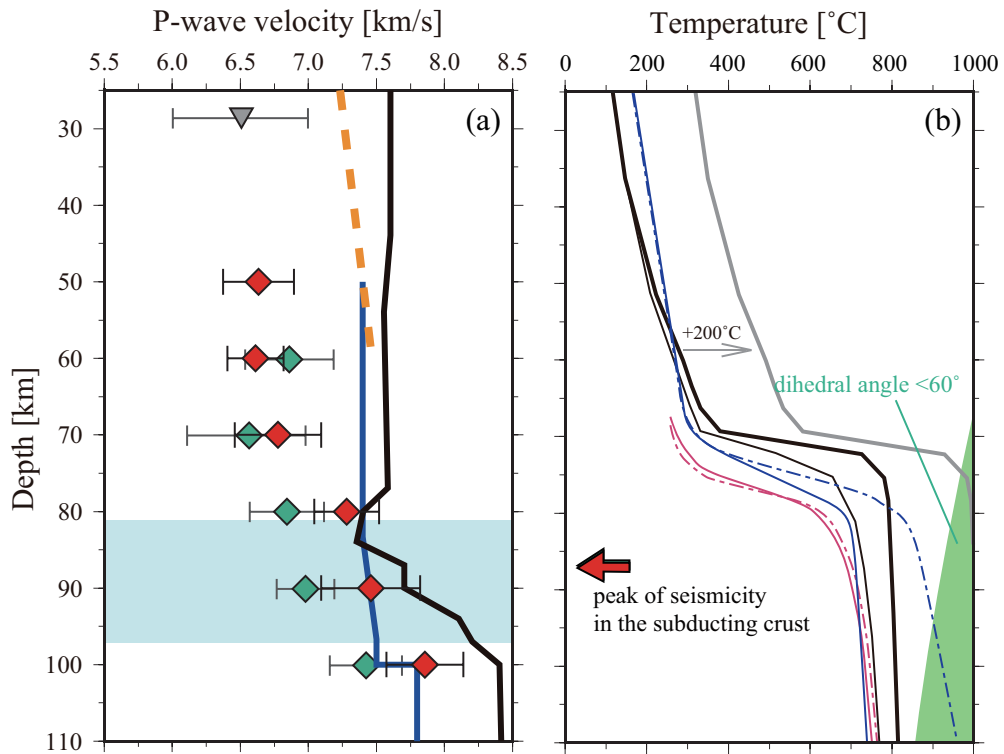 P-wave velocity [km/s]
5.5 6.0 6.5 7.0 7.5 8.0 8.5
Depth [km]
30
40
50
60
70
80
90
100
110
(a)
Temperature [˚C]
0 200 400 600 800 1000
(b)
+200˚C
dihedral angle <60˚
peak of seismicity
in the subducting crust